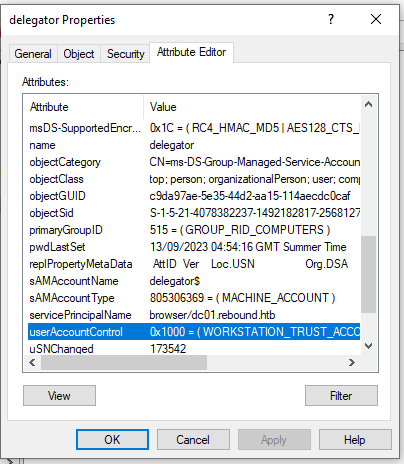 delegator Properties
General Object Security Attribute Editor
Attributes:
Attribute Value
msDS-SupportedEncr... 0x1C = ( RC4_HMAC_MD5 | AES128_CTS_
name delegator
objectCategory CN=ms-DS-Group-Managed-Service-Accoun
objectClass top; person; organizationalPerson; user; comp
objectGUID c9da97ae-5e35-44d2-aa15-114aecdc0caf
objectSid S-1-5-21-4078382237-1492182817-2568127
primaryGroupID 515 = ( GROUP_RID_COMPUTERS )
pwdLastSet 13/09/2023 04:54:16 GMT Summer Time
replPropertyMetaData AttID Ver Loc.USN Org.DSA
sAMAccountName delegator$
sAMAccountType 805306369 = ( MACHINE_ACCOUNT )
servicePrincipalName browser/dc01.rebound.htb
userAccountControl 0x1000 = ( WORKSTATION_TRUST_ACCO
uSNChanged 173542
View Filter
OK Cancel Apply Help